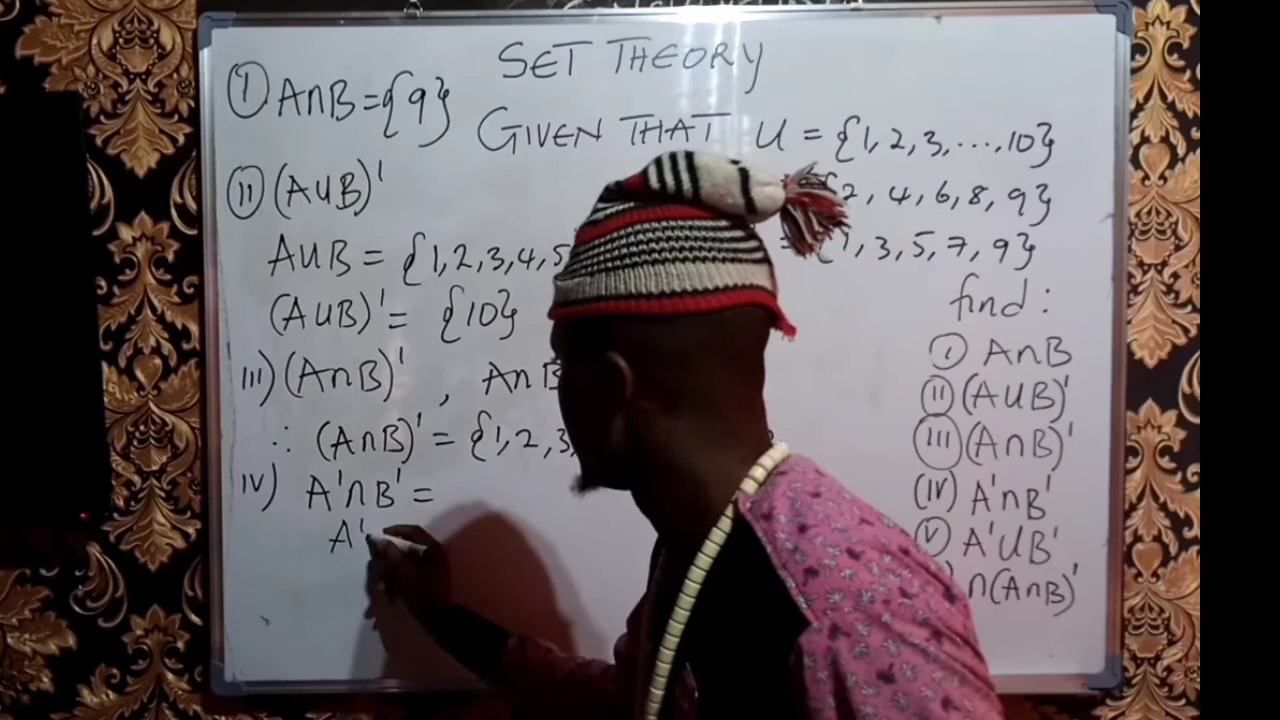 SET THEORY
GIVEN THAT U = {1, 2, 3, ..., 10}
2, 4, 6, 8, 9}
= {1, 3, 5, 7, 9}
find :
(I) A∩B
(II) (A∪B)'
(III) (A∩B)'
(IV) A'∩B'
(V) A'∪B'
∩(A∩B)'
(I) A∩B = {9}
(II) (A∪B)'
A∪B = {1, 2, 3, 4, 5
(A∪B)' = {10}
III) (A∩B)' , A∩B
∴ (A∩B)' = {1, 2, 3,
IV) A'∩B' =
A'